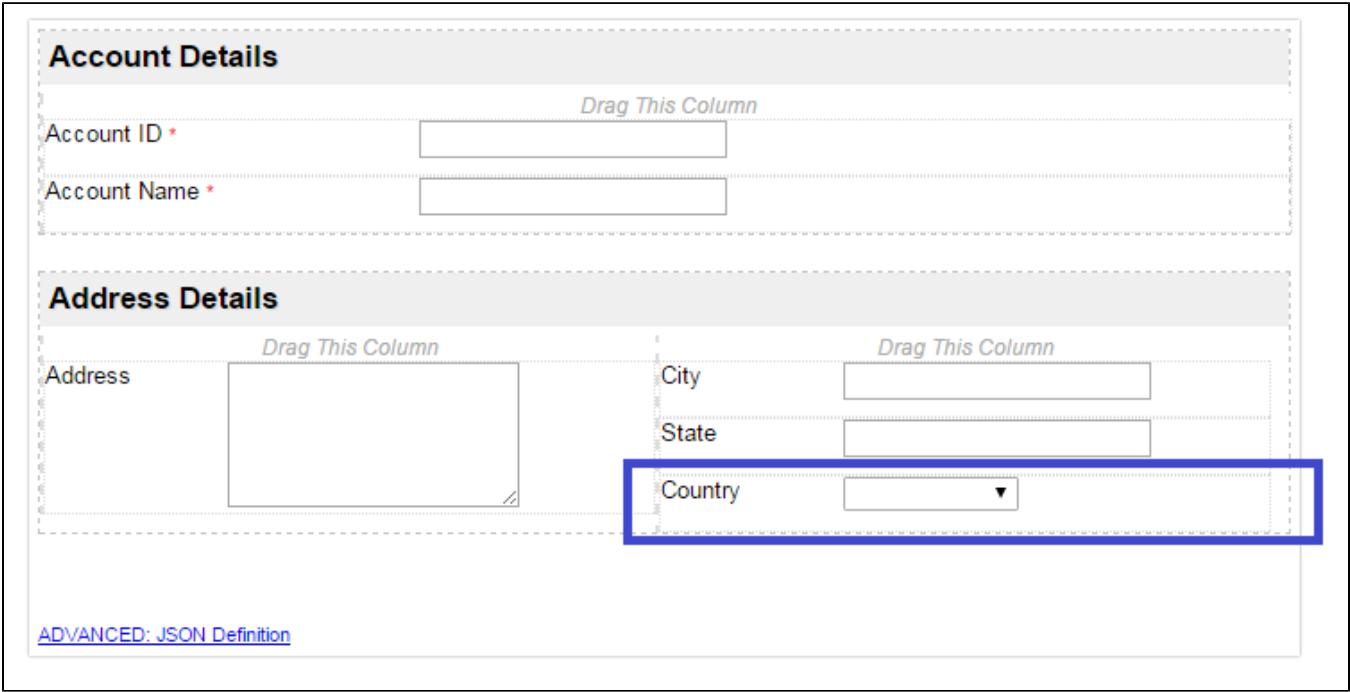 Account Details
Drag This Column
Account ID *
Account Name *
Address Details
Drag This Column
Address
Drag This Column
City
State
Country
ADVANCED: JSON Definition